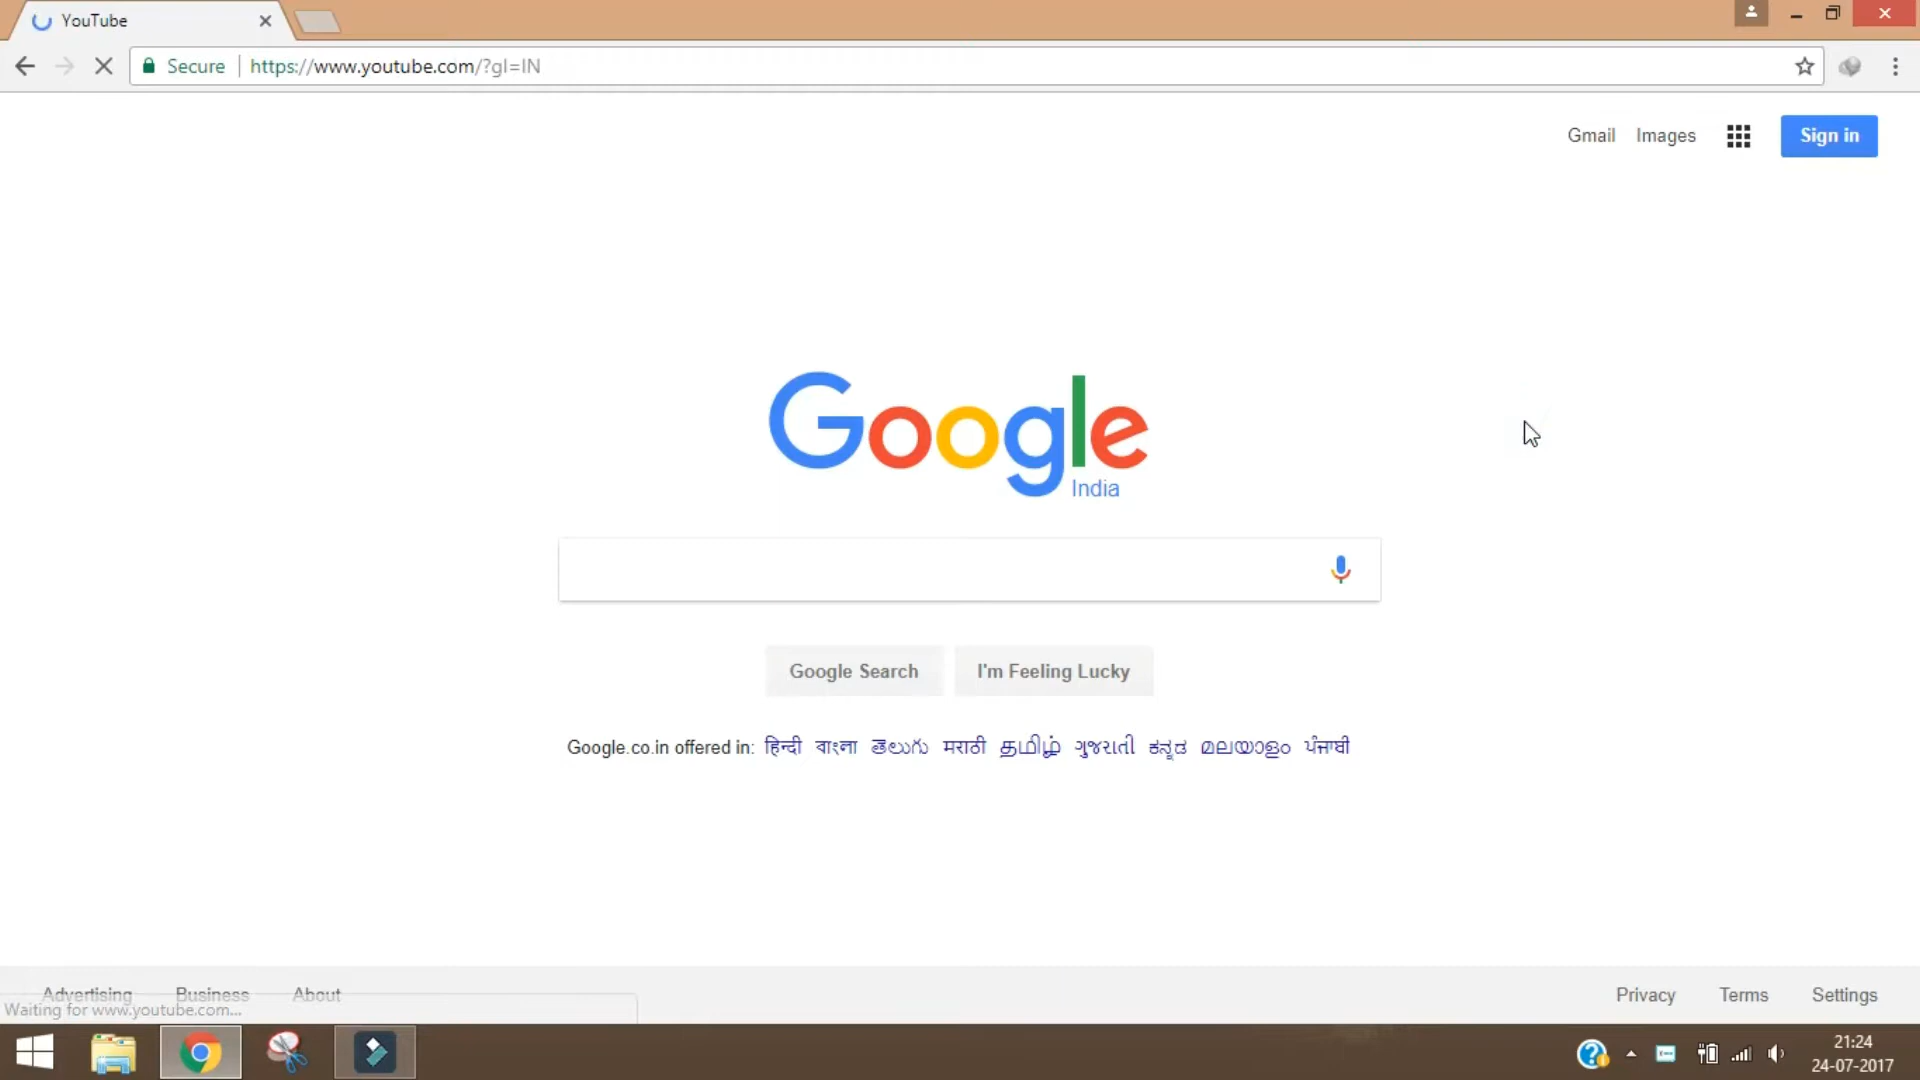 YouTube
Secure https://www.youtube.com/?gl=IN
Gmail Images Sign in
Google
India
Google Search I'm Feeling Lucky
Google.co.in offered in: हिन्दी বাংলা తెలుగు मराठी தமிழ் ગુજરાતી ಕನ್ನಡ മലയാളം ਪੰਜਾਬੀ
Advertising Business About Privacy Terms Settings
Waiting for www.youtube.com...
21:24
24-07-2017